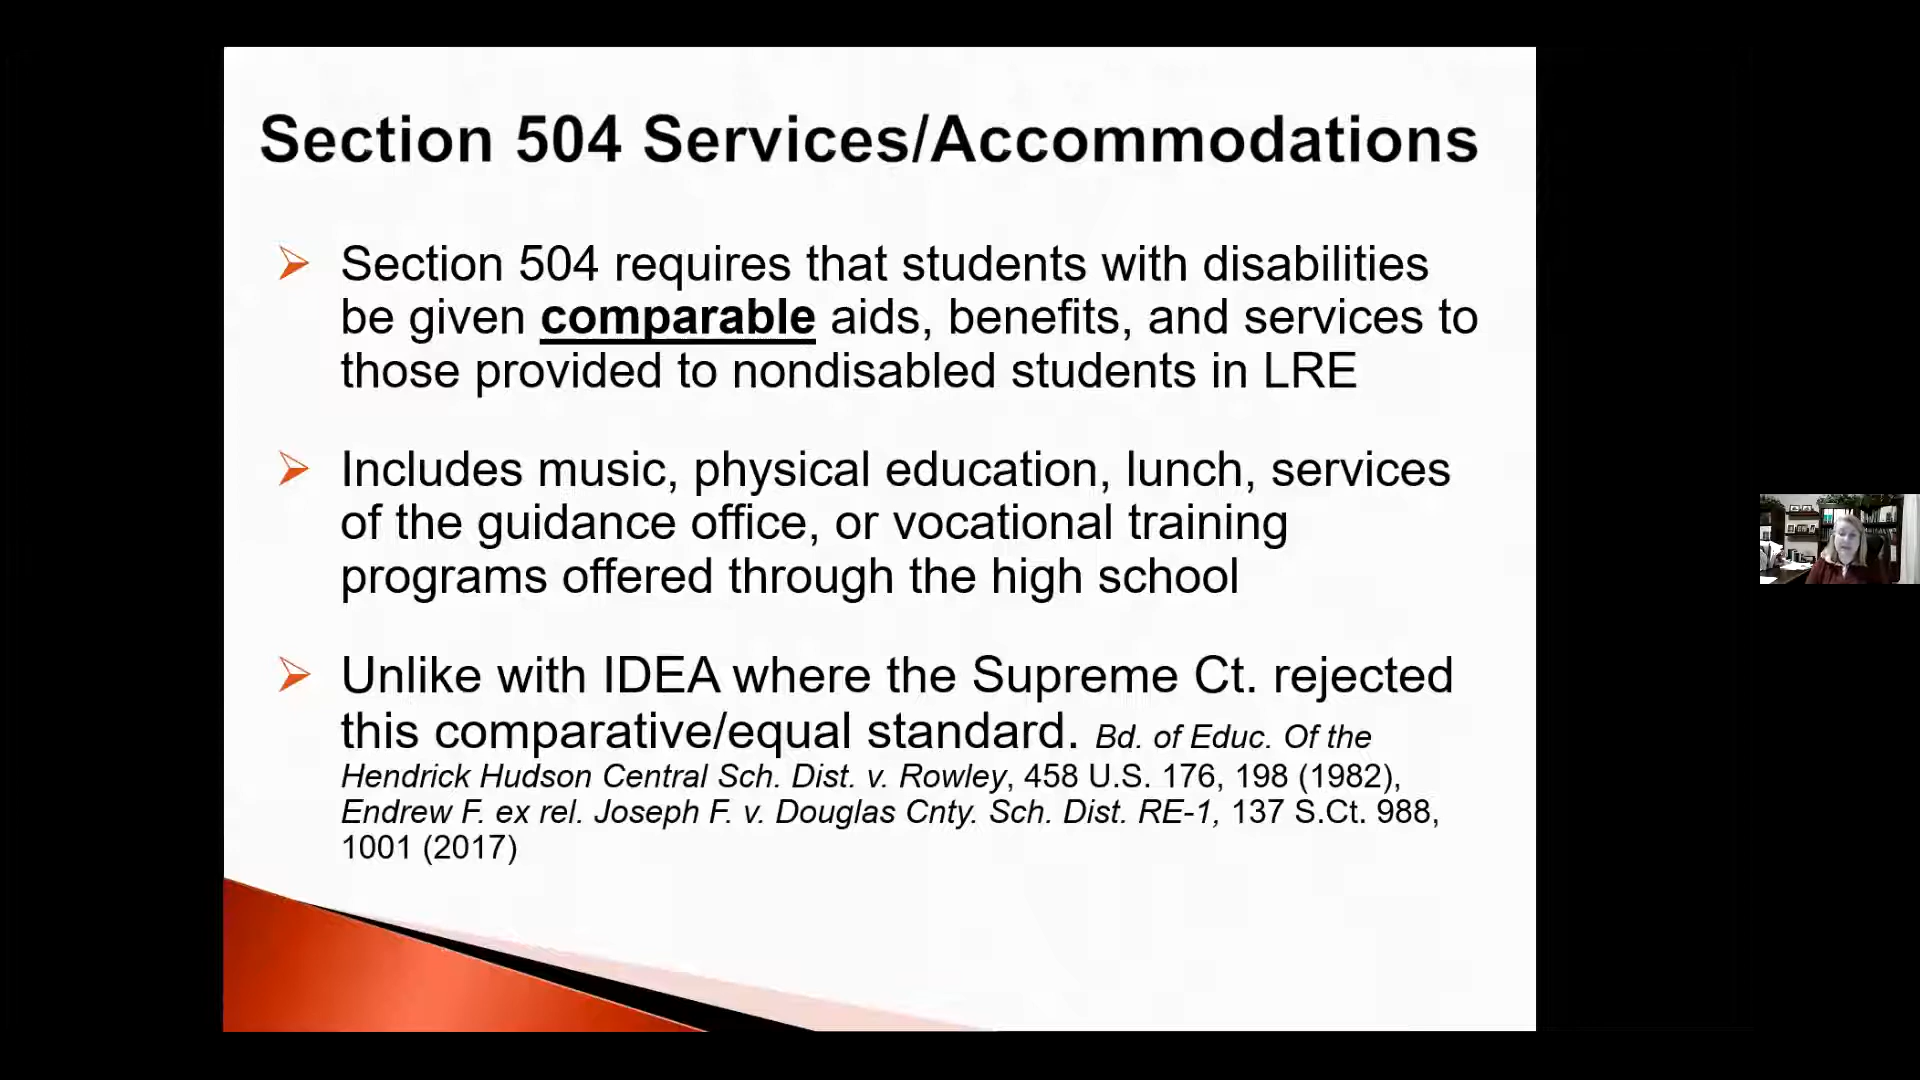 Section 504 Services/Accommodations
Section 504 requires that students with disabilities
be given comparable aids, benefits, and services to
those provided to nondisabled students in LRE
Includes music, physical education, lunch, services
of the guidance office, or vocational training
programs offered through the high school
Unlike with IDEA where the Supreme Ct. rejected
this comparative/equal standard. Bd. of Educ. Of the
Hendrick Hudson Central Sch. Dist. v. Rowley, 458 U.S. 176, 198 (1982),
Endrew F. ex rel. Joseph F. v. Douglas Cnty. Sch. Dist. RE-1, 137 S.Ct. 988,
1001 (2017)